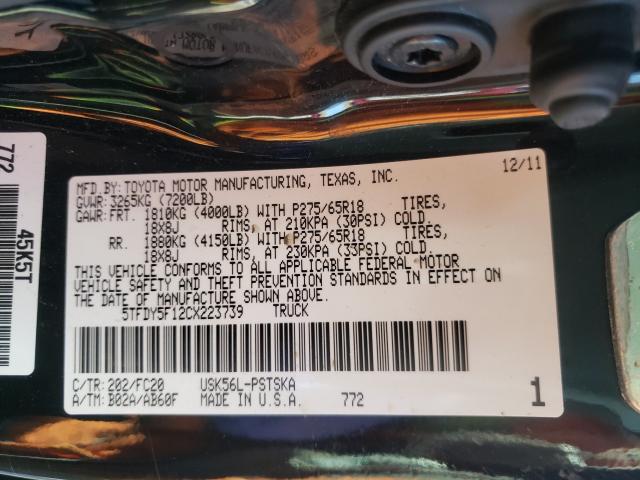 772
45K5T
12/11
MFD.BY:TOYOTA MOTOR MANUFACTURING, TEXAS, INC.
GVWR:3265KG (7200LB)
GAWR:FRT. 1810KG (4000LB) WITH P275/65R18 TIRES,
18X8J RIMS, AT 210KPA (30PSI) COLD.
RR. 1880KG (4150LB) WITH P275/65R18 TIRES,
18X8J RIMS, AT 230KPA (33PSI) COLD.
THIS VEHICLE CONFORMS TO ALL APPLICABLE FEDERAL MOTOR
VEHICLE SAFETY AND THEFT PREVENTION STANDARDS IN EFFECT ON
THE DATE OF MANUFACTURE SHOWN ABOVE.
5TFDY5F12CX223739 TRUCK
C/TR:202/FC20 USK56L-PSTSKA
A/TM:B02A/AB60F MADE IN U.S.A. 772
1